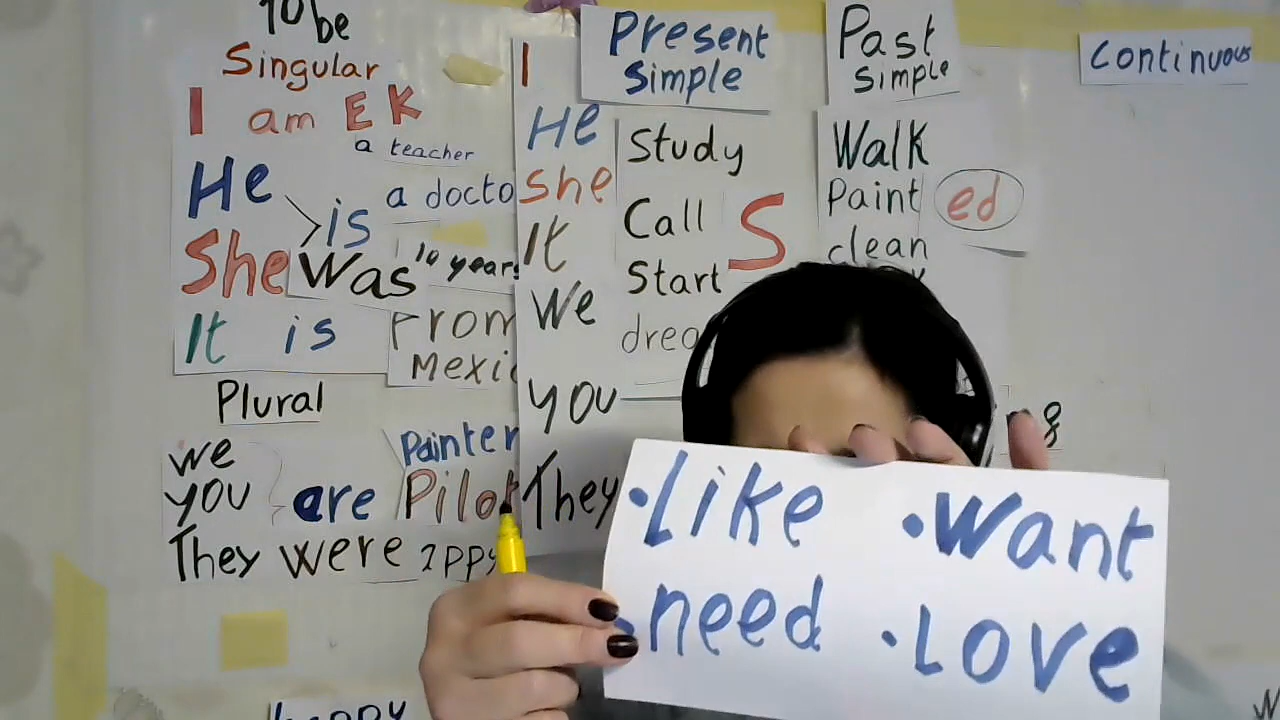 To be
Singular
I am E K
a teacher
He
is
a docto
She Was 10 years
It is
From
Mexic
Plural
we
you
are
Painter
Pilot
They were
I
He
She
It
We
you
They
Present
Simple
Study
Call
Start
drea
S
Past
Simple
Walk
Paint
clean
ed
Continuous
• Like • Want
• need • Love
happy